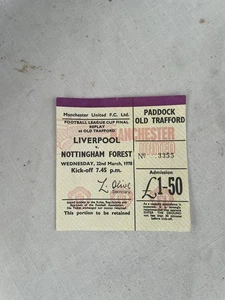 Manchester United F.C. Ltd.
FOOTBALL LEAGUE CUP FINAL
REPLAY
at OLD TRAFFORD
LIVERPOOL
v.
NOTTINGHAM FOREST
WEDNESDAY, 22nd March, 1978
Kick-off 7.45 p.m.
L. Olive
Secretary
This portion to be retained
PADDOCK
OLD TRAFFORD
MANCHESTER
UNITED
No 3353
Admission
£1-50